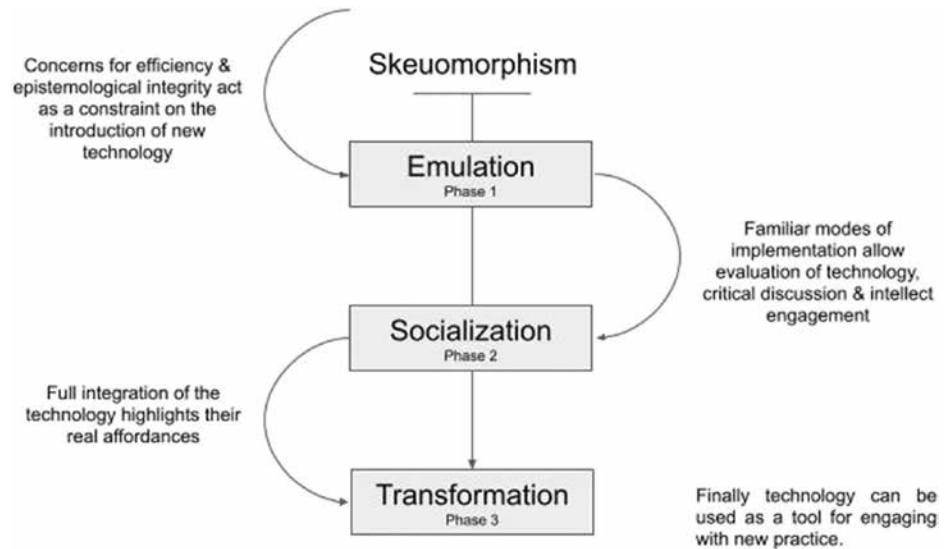 Concerns for efficiency &
epistemological integrity act
as a constraint on the
introduction of new
technology
Skeuomorphism
Emulation
Phase 1
Familiar modes of
implementation allow
evaluation of technology,
critical discussion & intellect
engagement
Socialization
Phase 2
Full integration of the
technology highlights their
real affordances
Transformation
Phase 3
Finally technology can be
used as a tool for engaging
with new practice.